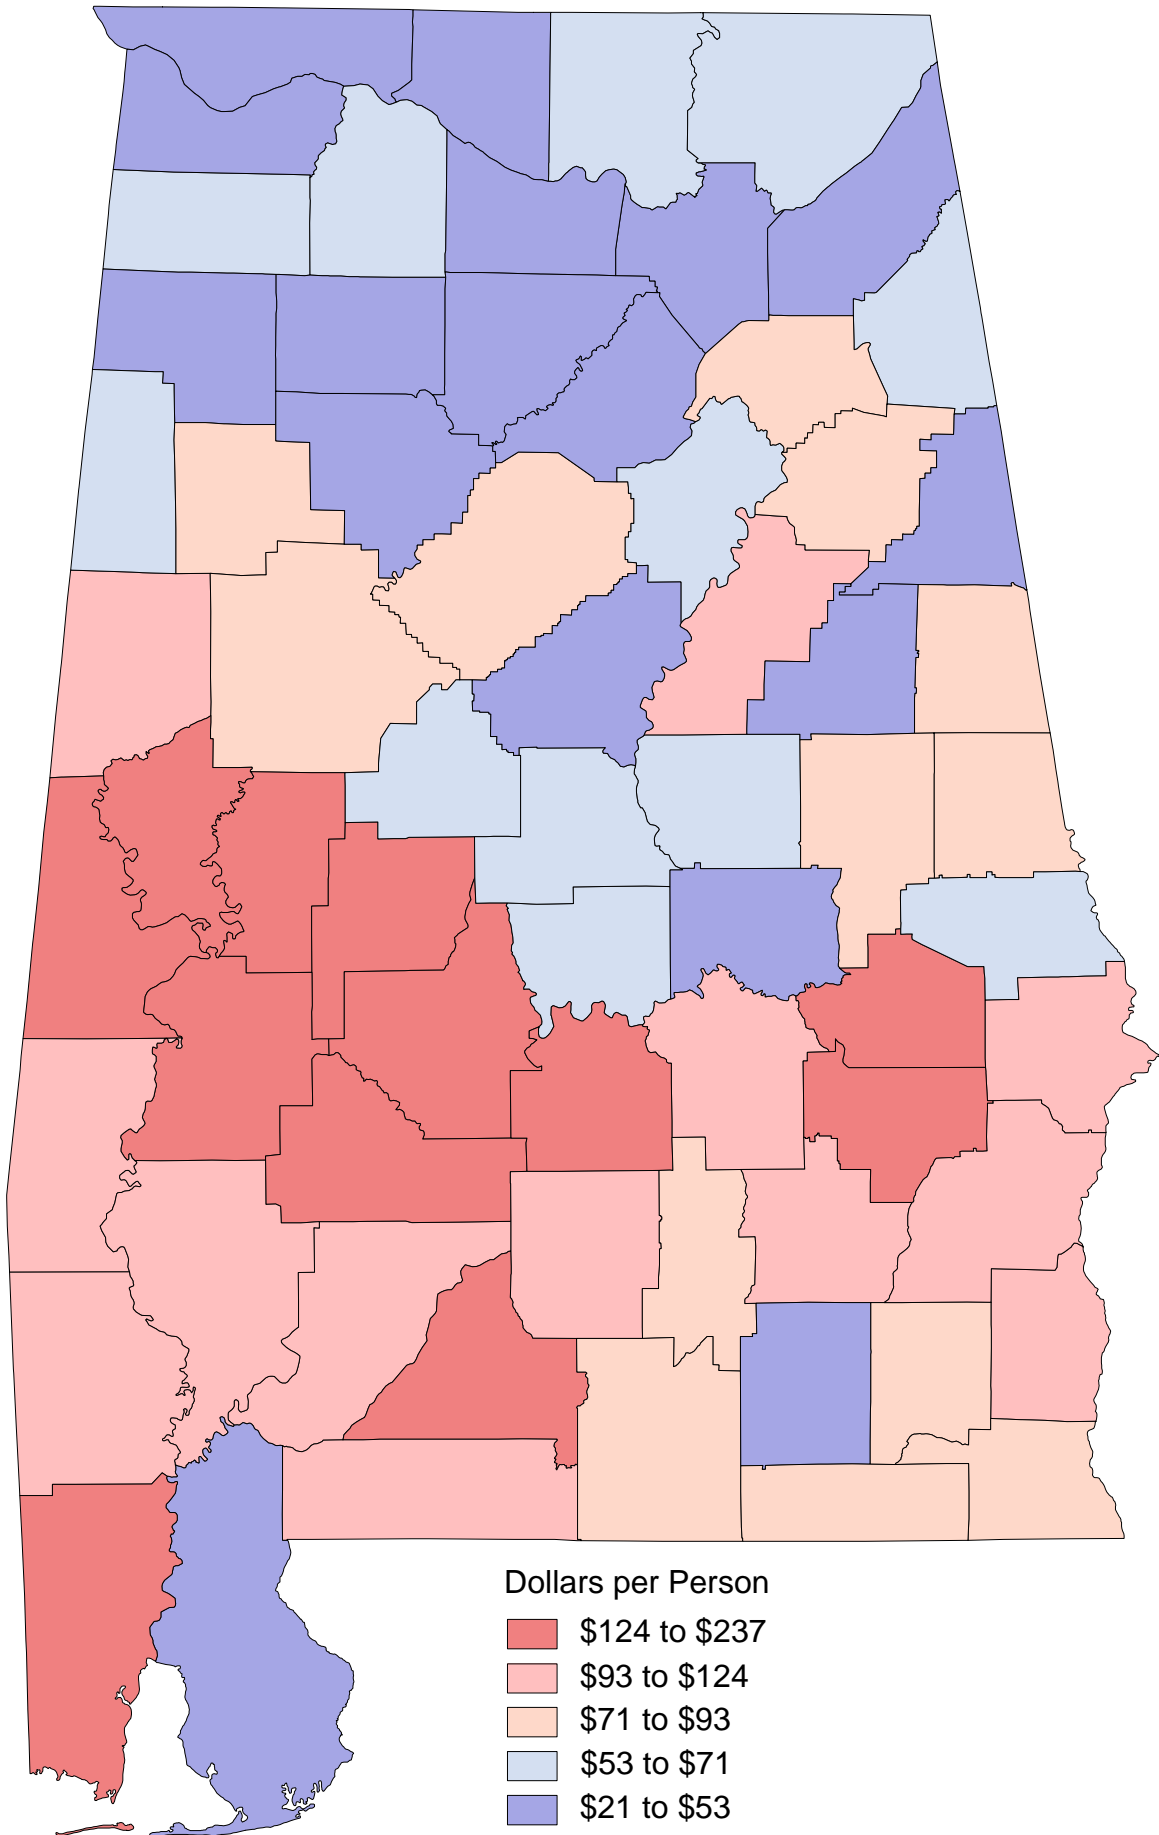 Dollars per Person
$124 to $237
$93 to $124
$71 to $93
$53 to $71
$21 to $53